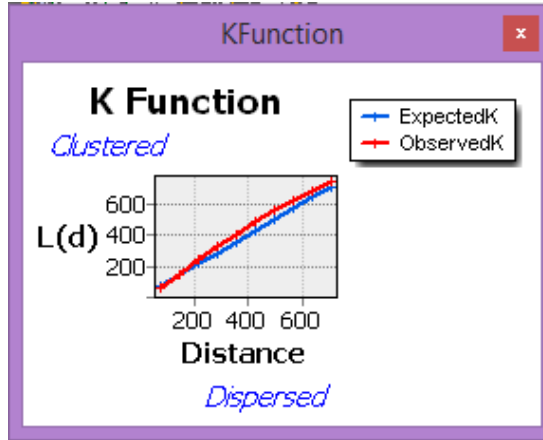 KFunction
x
K Function
Clustered
ExpectedK
ObservedK
600
L(d) 400
200
200 400 600
Distance
Dispersed